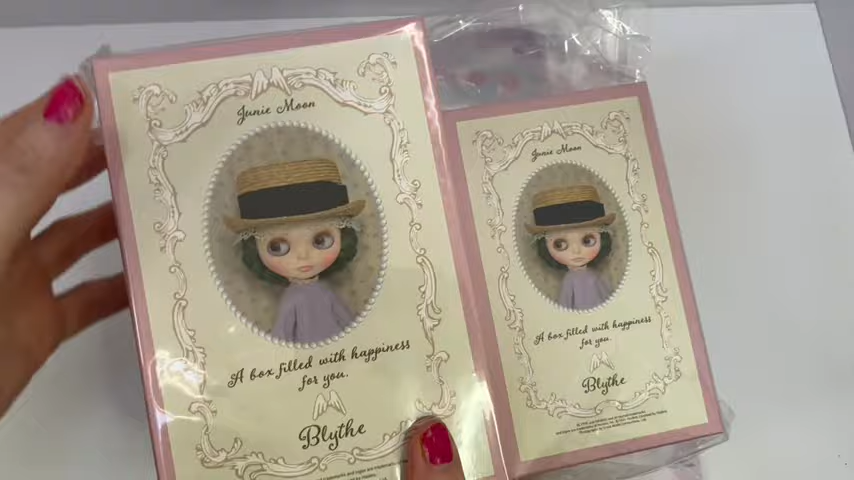 Junie Moon
A box filled with happiness
for you.
Blythe
Junie Moon
A box filled with happiness
for you.
Blythe